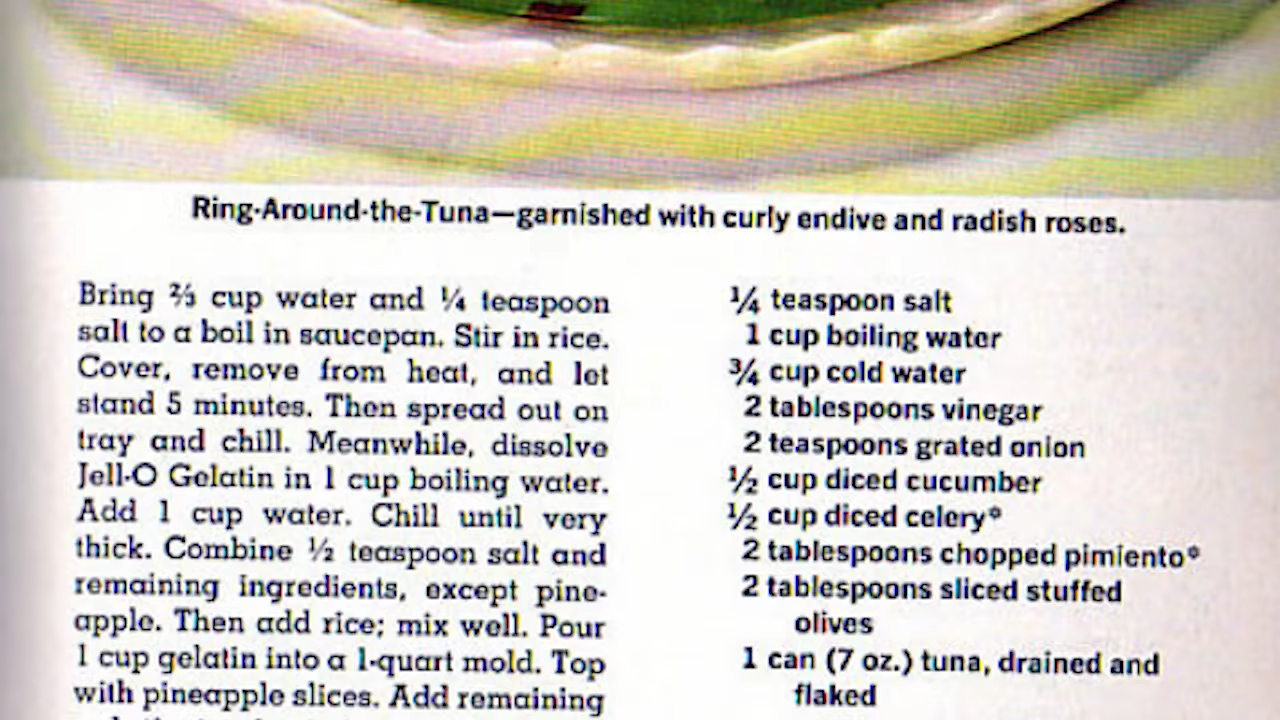 Ring-Around-the-Tuna—garnished with curly endive and radish roses.
Bring ⅔ cup water and ¼ teaspoon
salt to a boil in saucepan. Stir in rice.
Cover, remove from heat, and let
stand 5 minutes. Then spread out on
tray and chill. Meanwhile, dissolve
Jell-O Gelatin in 1 cup boiling water.
Add 1 cup water. Chill until very
thick. Combine ½ teaspoon salt and
remaining ingredients, except pine-
apple. Then add rice; mix well. Pour
1 cup gelatin into a 1-quart mold. Top
with pineapple slices. Add remaining
¼ teaspoon salt
1 cup boiling water
¾ cup cold water
2 tablespoons vinegar
2 teaspoons grated onion
½ cup diced cucumber
½ cup diced celery*
2 tablespoons chopped pimiento*
2 tablespoons sliced stuffed
olives
1 can (7 oz.) tuna, drained and
flaked